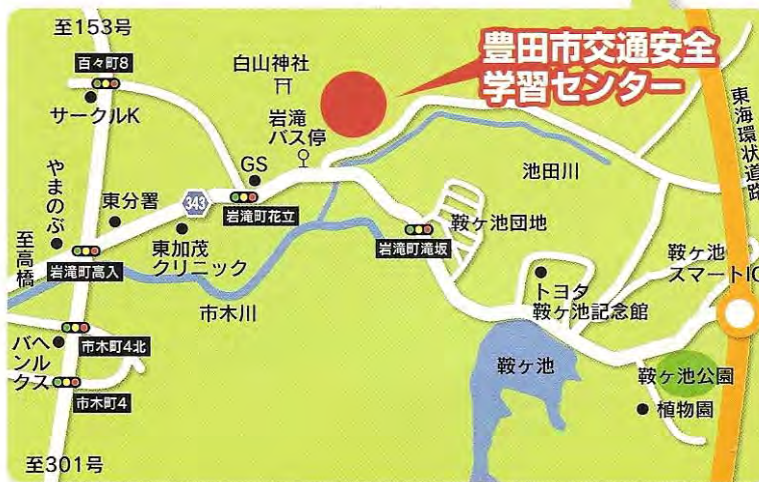 至153号
百々町8
サークルK
白山神社
岩滝
バス停
豊田市交通安全
学習センター
東海環状道路
やまのぶ
東分署
343
GS
岩滝町花立
池田川
至高橋
岩滝町高入
東加茂
クリニック
岩滝町滝坂
鞍ヶ池団地
鞍ヶ池
スマートIC
市木川
トヨタ
鞍ヶ池記念館
市木町4北
ヘルクス
バンク
鞍ヶ池
鞍ヶ池公園
市木町4
植物園
至301号